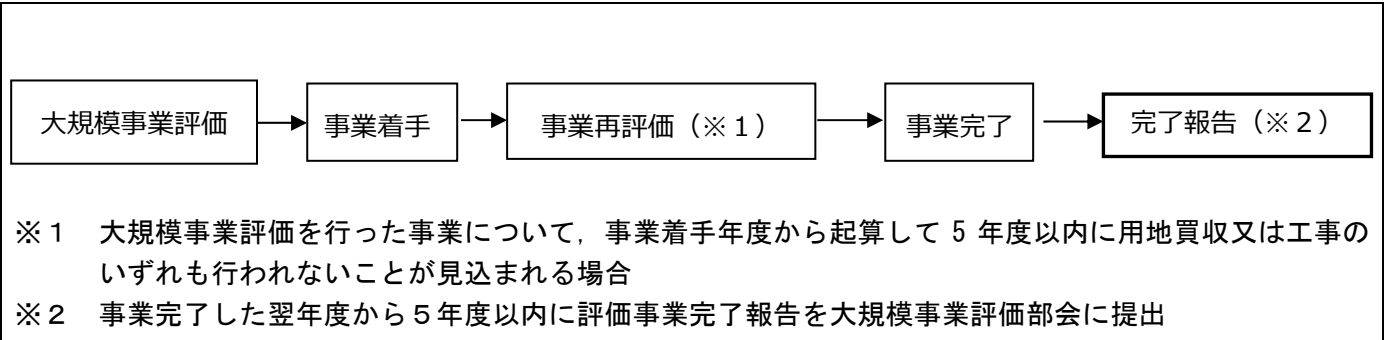 大規模事業評価 事業着手 事業再評価（※１） 事業完了 完了報告（※２）
※１ 大規模事業評価を行った事業について，事業着手年度から起算して 5 年度以内に用地買収又は工事の
いずれも行われないことが見込まれる場合
※２ 事業完了した翌年度から５年度以内に評価事業完了報告を大規模事業評価部会に提出